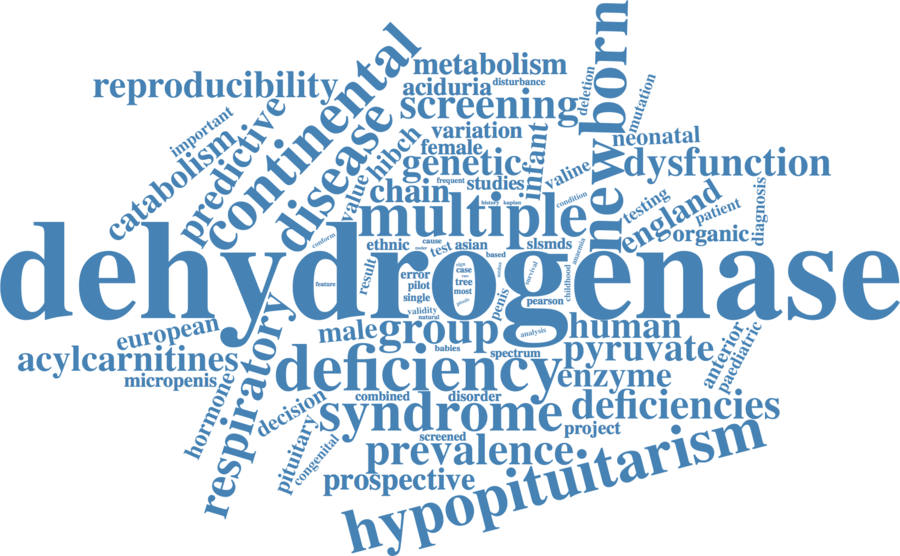 newborn
continental
metabolism
reproducibility
aciduria
disturbance
deletion
mutation
screening
important
predictive
disease
hibch
variation
infant
neonatal
catabolism
female
genetic
valine
dysfunction
value
chain
frequent
studies
condition
testing
england
patient
diagnosis
history
kaplan
multiple
organic
conform
ethnic
cause
test
asian
based
slsmds
anaemia
dehydrogenase
result
error
case
tree
most
pilot
single
survival
childhood
feature
penis
pearson
validity
natural
european
male
group
analysis
human
anterior
paediatric
acylcarnitines
respiratory
babies
spectrum
pyruvate
micropenis
deficiency
enzyme
hormone
decision
combined
disorder
deficiencies
syndrome
project
pituitary
congenital
screened
prevalence
prospective
hypopituitarism